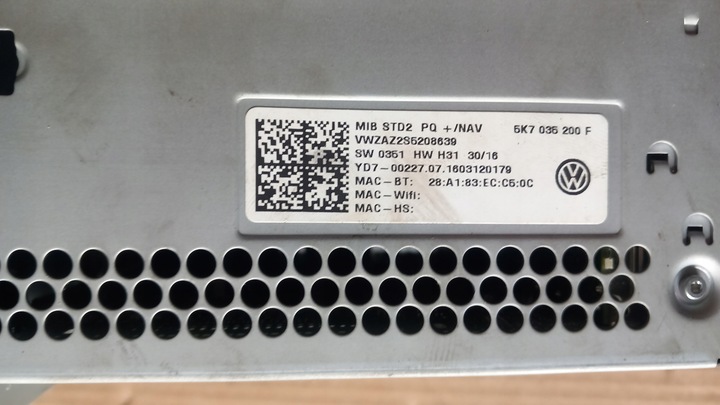 MIB STD2 PQ +/NAV 5K7 035 200 F
VWZAZ2S5208639
SW 0351 HW H31 30/16
YD7-00227.07.1603120179
MAC-BT: 28:A1:83:EC:C5:0C
MAC-Wifi:
MAC-HS: